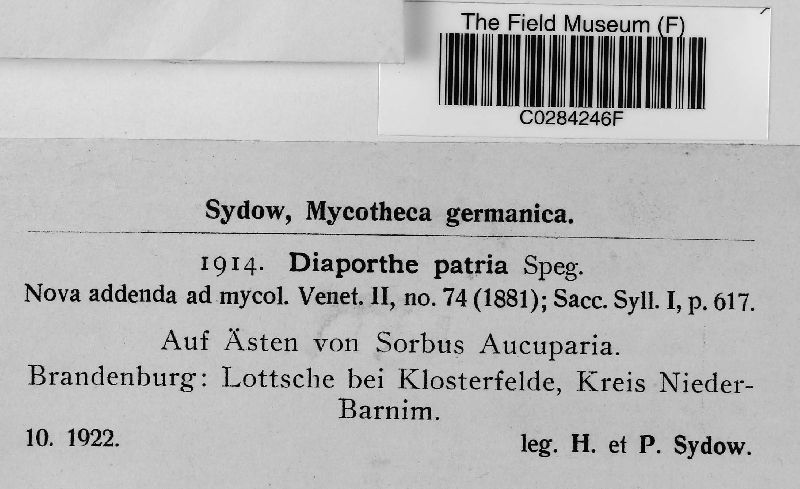 The Field Museum (F)
C0284246F
Sydow, Mycotheca germanica.
1914. Diaporthe patria Speg.
Nova addenda ad mycol. Venet. II, no. 74 (1881); Sacc. Syll. I, p. 617.
Auf Ästen von Sorbus Aucuparia.
Brandenburg: Lottsche bei Klosterfelde, Kreis Nieder-
Barnim.
10. 1922. leg. H. et P. Sydow.